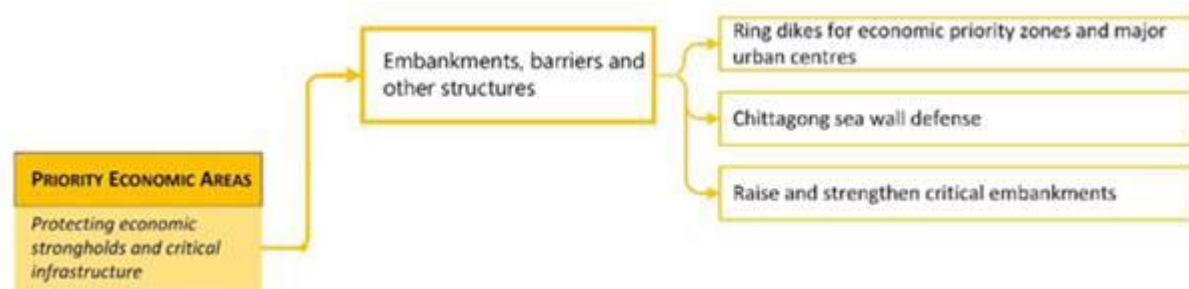 PRIORITY ECONOMIC AREAS
Protecting economic
strongholds and critical
infrastructure
Embankments, barriers and
other structures
Ring dikes for economic priority zones and major
urban centres
Chittagong sea wall defense
Raise and strengthen critical embankments